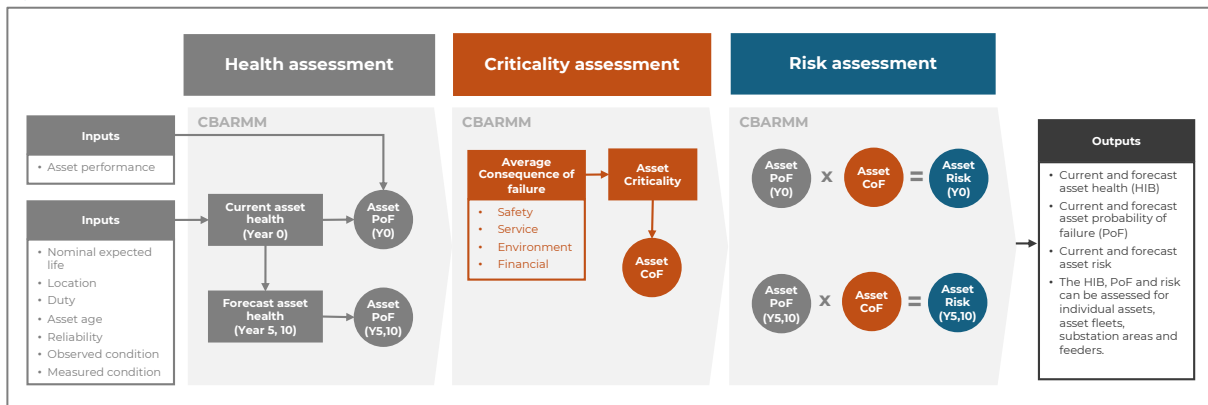 Health assessment
Criticality assessment
Risk assessment
CBARMM
CBARMM
CBARMM
Inputs
• Asset performance
Inputs
• Nominal expected
life
• Location
• Duty
• Asset age
• Reliability
• Observed condition
• Measured condition
Current asset
health
(Year 0)
Asset
PoF
(Y0)
Forecast asset
health
(Year 5, 10)
Asset
PoF
(Y5,10)
Average
Consequence of
failure
• Safety
• Service
• Environment
• Financial
Asset
Criticality
Asset
CoF
Asset
PoF
(Y0)
x
Asset
CoF
=
Asset
Risk
(Y0)
Asset
PoF
(Y5,10)
x
Asset
CoF
=
Asset
Risk
(Y5,10)
Outputs
• Current and forecast
asset health (HIB)
• Current and forecast
asset probability of
failure (PoF)
• Current and forecast
asset risk
• The HIB, PoF and risk
can be assessed for
individual assets,
asset fleets,
substation areas and
feeders.